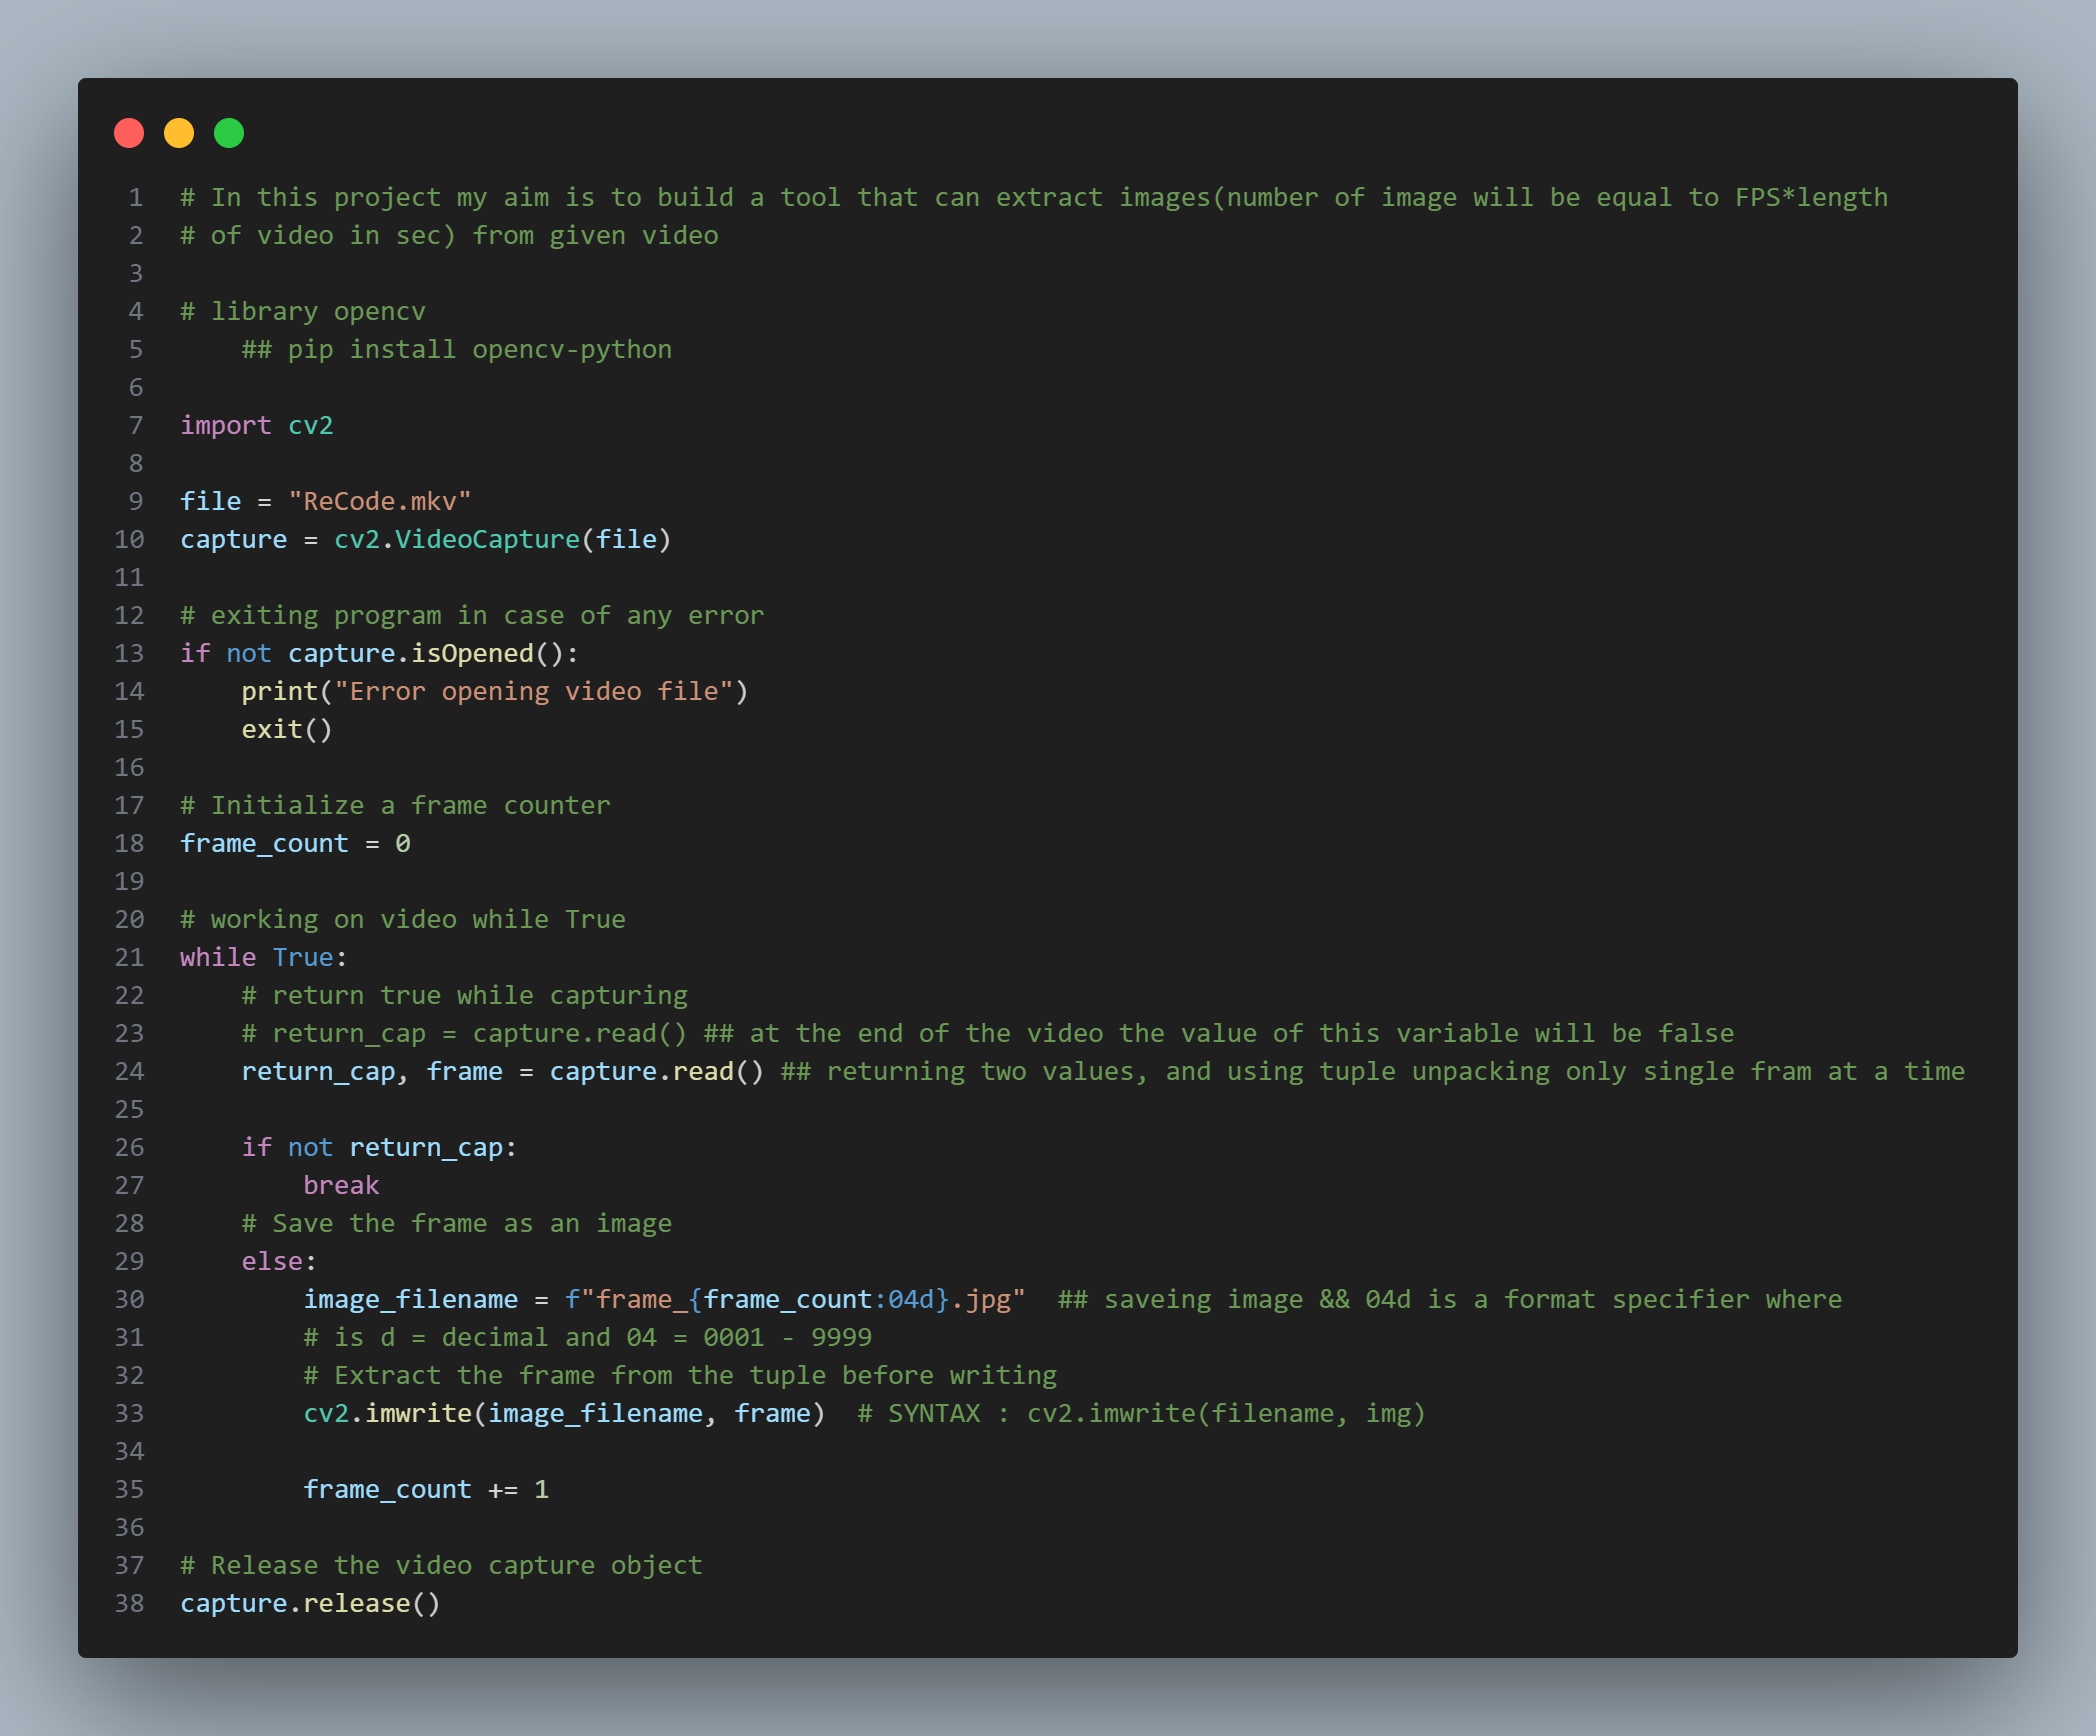 1 # In this project my aim is to build a tool that can extract images(number of image will be equal to FPS*length
2 # of video in sec) from given video
3
4 # library opencv
5     ## pip install opencv-python
6
7 import cv2
8
9 file = "ReCode.mkv"
10 capture = cv2.VideoCapture(file)
11
12 # exiting program in case of any error
13 if not capture.isOpened():
14     print("Error opening video file")
15     exit()
16
17 # Initialize a frame counter
18 frame_count = 0
19
20 # working on video while True
21 while True:
22     # return true while capturing
23     # return_cap = capture.read() ## at the end of the video the value of this variable will be false
24     return_cap, frame = capture.read() ## returning two values, and using tuple unpacking only single fram at a time
25
26     if not return_cap:
27         break
28     # Save the frame as an image
29     else:
30         image_filename = f"frame_{frame_count:04d}.jpg"  ## saveing image && 04d is a format specifier where
31         # is d = decimal and 04 = 0001 - 9999
32         # Extract the frame from the tuple before writing
33         cv2.imwrite(image_filename, frame)  # SYNTAX : cv2.imwrite(filename, img)
34
35         frame_count += 1
36
37 # Release the video capture object
38 capture.release()